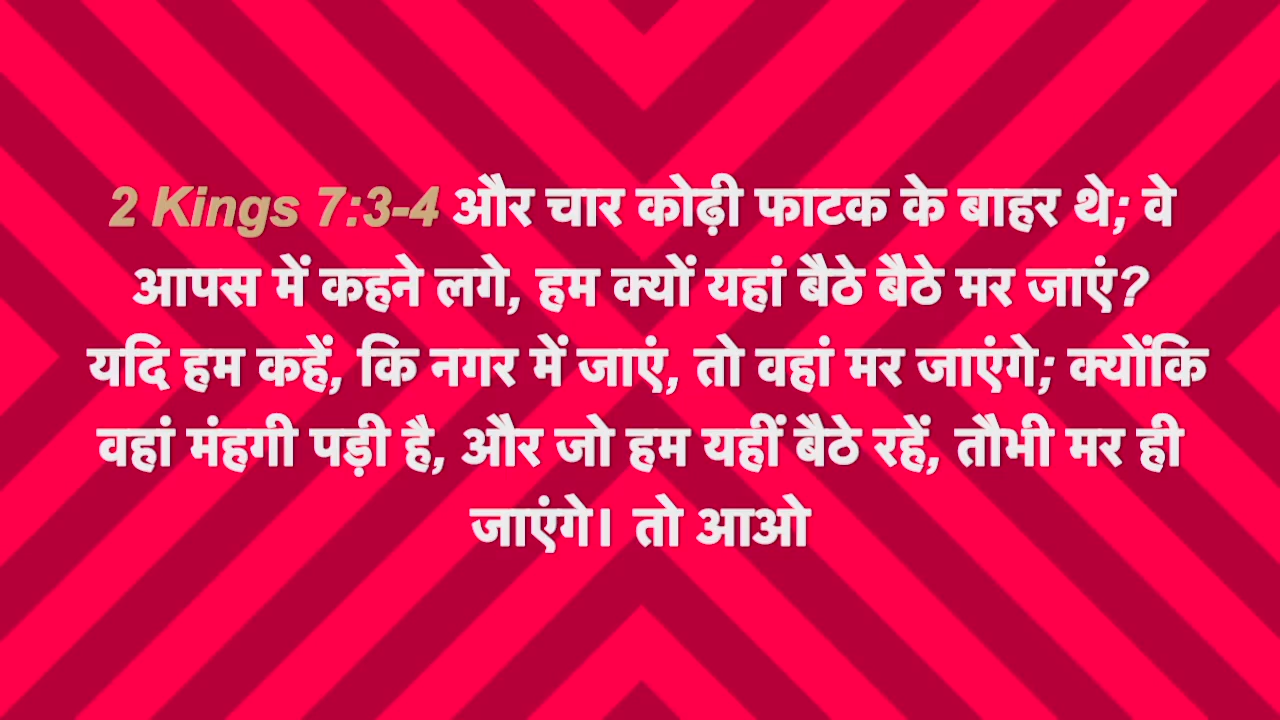 2 Kings 7:3-4 और चार कोढ़ी फाटक के बाहर थे; वे
आपस में कहने लगे, हम क्यों यहां बैठे बैठे मर जाएं?
यदि हम कहें, कि नगर में जाएं, तो वहां मर जाएंगे; क्योंकि
वहां मंहगी पड़ी है, और जो हम यहीं बैठे रहें, तौभी मर ही
जाएंगे। तो आओ